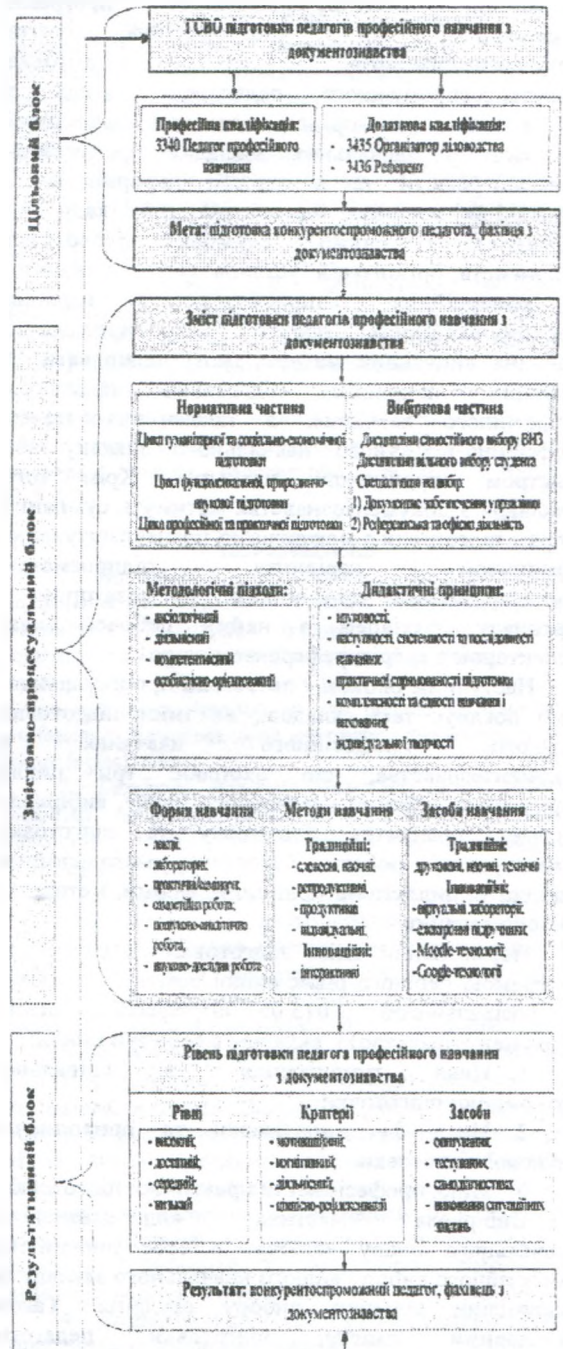 Цільовий блок
ГСВО підготовки педагогів професійного навчання з
документознавства
Професійна кваліфікація:
3340 Педагог професійного
навчання
Додаткова кваліфікація:
- 3435 Організатор діловодства
- 3436 Референт
Мета: підготовка конкурентоспроможного педагога, фахівця з
документознавства
Змістово-процесуальний блок
Зміст підготовки педагогів професійного навчання з
документознавства
Нормативна частина
Цикл гуманітарної та соціально-економічної
підготовки
Цикл фундаментальної, природничо-
наукової підготовки
Цикл професійної та практичної підготовки
Вибіркова частина
Дисципліни самостійного вибору ВНЗ
Дисципліни вільного вибору студента
Спеціалізація на вибір:
1) Документне забезпечення управління
2) Референтська та офісна діяльність
Методологічні підходи:
- аксіологічний
- діяльнісний
- компетентнісний
- особистісно-орієнтований
Дидактичні принципи:
- науковості;
- наступності, системності та послідовності
навчання;
- практичної спрямованості підготовки
- комплексності та єдності навчання і
виховання;
- індивідуальної творчості
Форми навчання
- лекції;
- лабораторні;
- практичні/семінари;
- самостійна робота;
- пошуково-аналітична
робота;
- науково-дослідна робота
Методи навчання
Традиційні:
- словесні, наочні;
- репродуктивні
- продуктивні
- індивідуальні
Інноваційні:
- інтерактивні
Засоби навчання
Традиційні:
друковані, наочні, технічні
Інноваційні:
- віртуальні лабораторії;
- електронні підручники;
- Moodle-технології
- Google-технології
Результативний блок
Рівень підготовки педагога професійного навчання
з документознавства
Рівні
- високий;
- достатній;
- середній;
- низький
Критерії
- мотиваційний;
- когнітивний;
- діяльнісний;
- оцінково-рефлексивний
Засоби
- опитування;
- тестування;
- самодіагностика;
- виконання ситуаційних
завдань
Результат: конкурентоспроможний педагог, фахівець з
документознавства